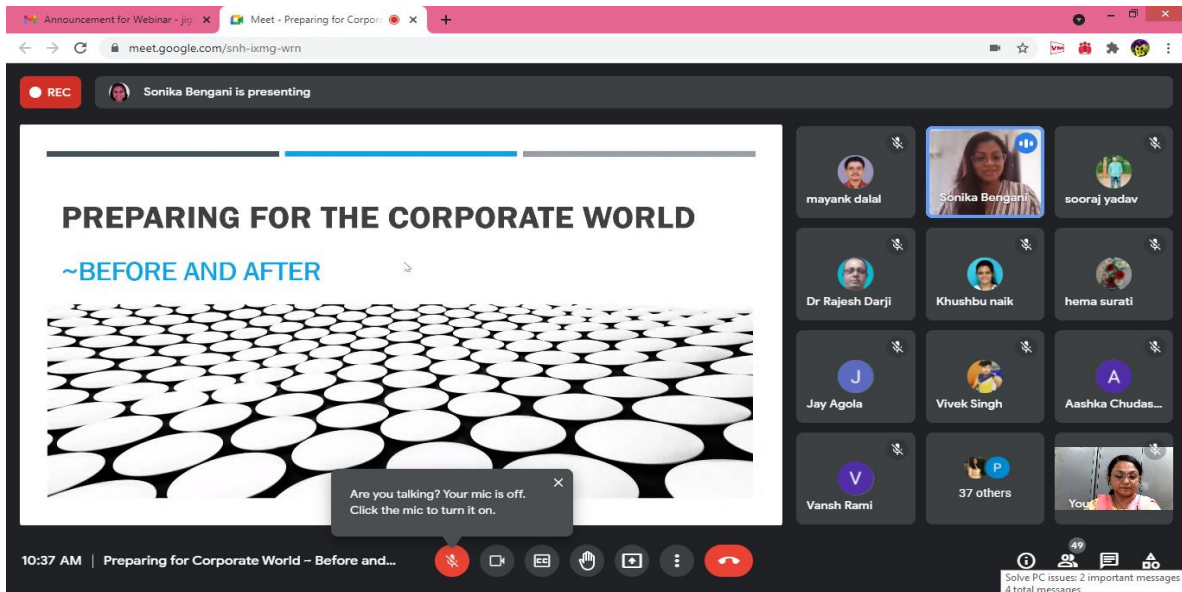 Announcement for Webinar - jig
Meet - Preparing for Corpor
meet.google.com/snh-ixmg-wrn
REC
Sonika Bengani is presenting
PREPARING FOR THE CORPORATE WORLD
~BEFORE AND AFTER
mayank dalal
Sonika Bengani
sooraj yadav
Dr Rajesh Darji
Khushbu naik
hema surati
J
Jay Agola
Vivek Singh
A
Aashka Chudas...
V
Vansh Rami
P
37 others
You
Are you talking? Your mic is off.
Click the mic to turn it on.
10:37 AM | Preparing for Corporate World – Before and...
CC
49
Solve PC issues: 2 important messages
4 total messages